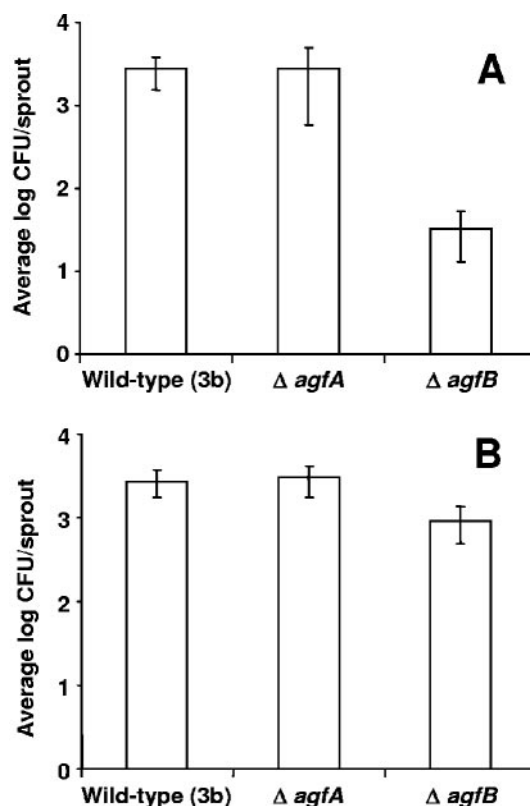 A
Average log CFU/sprout
4
3
2
1
0
Wild-type (3b) Δ agfA Δ agfB
B
Average log CFU/sprout
4
3
2
1
0
Wild-type (3b) Δ agfA Δ agfB